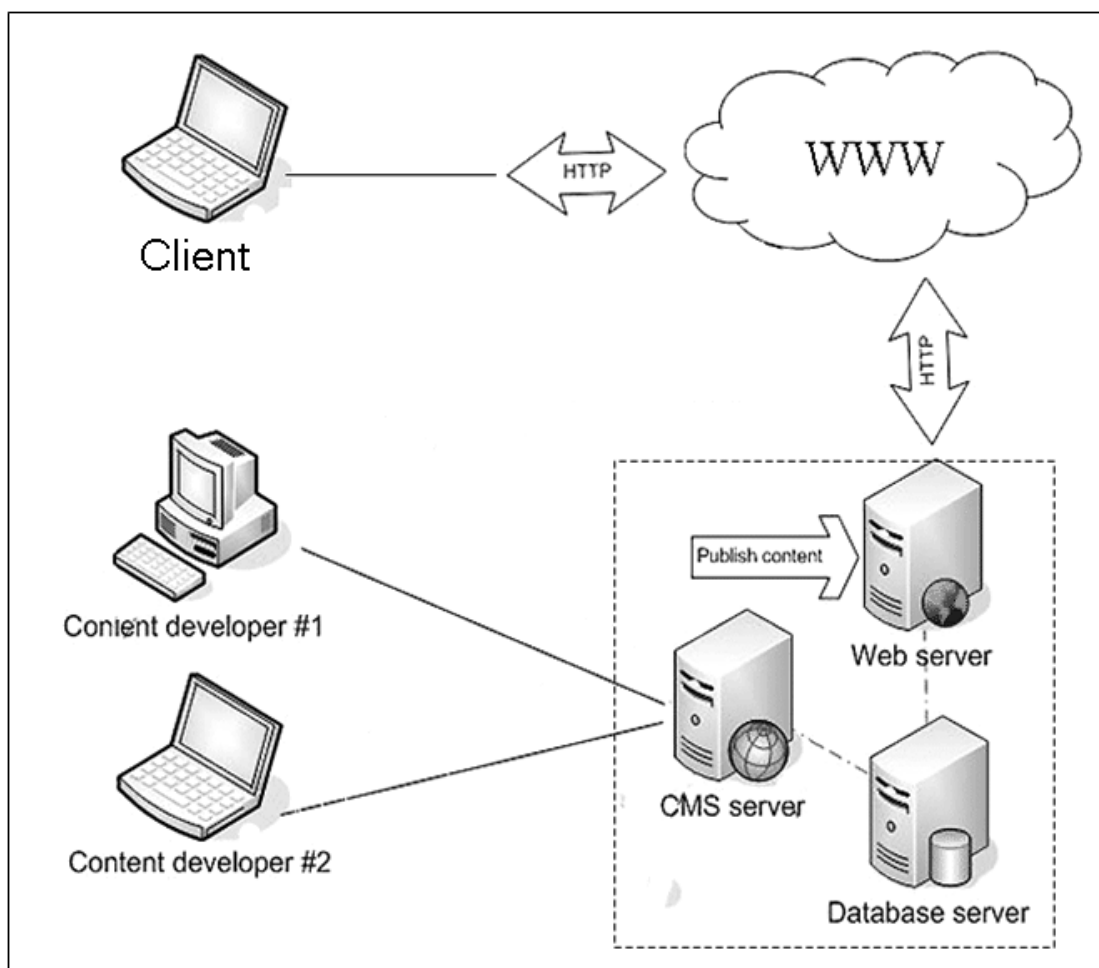 WWW
HTTP
Client
HTTP
Content developer #1
Publish content
Web server
CMS server
Content developer #2
Database server